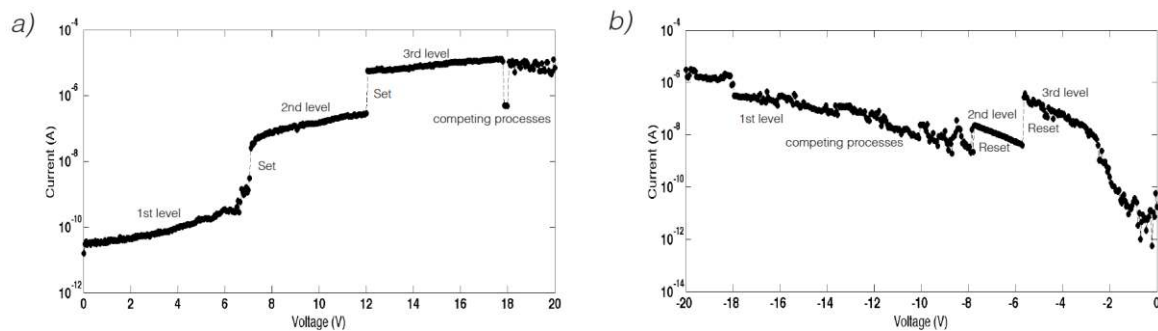 a)
10⁻⁴
10⁻⁶
10⁻⁸
10⁻¹⁰
10⁻¹²
Current (A)
1st level
Set
2nd level
Set
3rd level
competing processes
0 2 4 6 8 10 12 14 16 18 20
Voltage (V)
b)
10⁻⁴
10⁻⁶
10⁻⁸
10⁻¹⁰
10⁻¹²
10⁻¹⁴
Current (A)
1st level
competing processes
2nd level
Reset
3rd level
Reset
-20 -18 -16 -14 -12 -10 -8 -6 -4 -2 0
Voltage (V)